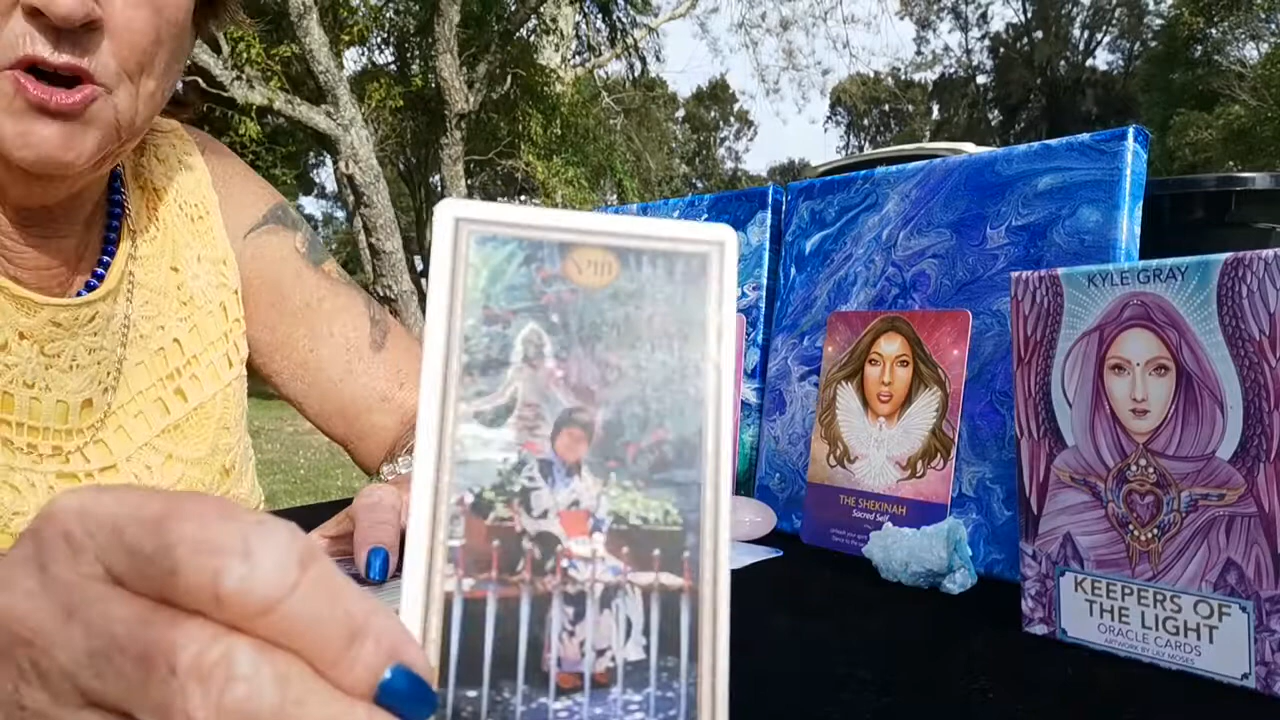 VIII
THE SHEKINAH
Sacred Self
KYLE GRAY
KEEPERS OF
THE LIGHT
ORACLE CARDS
ARTWORK BY LILY MOSES